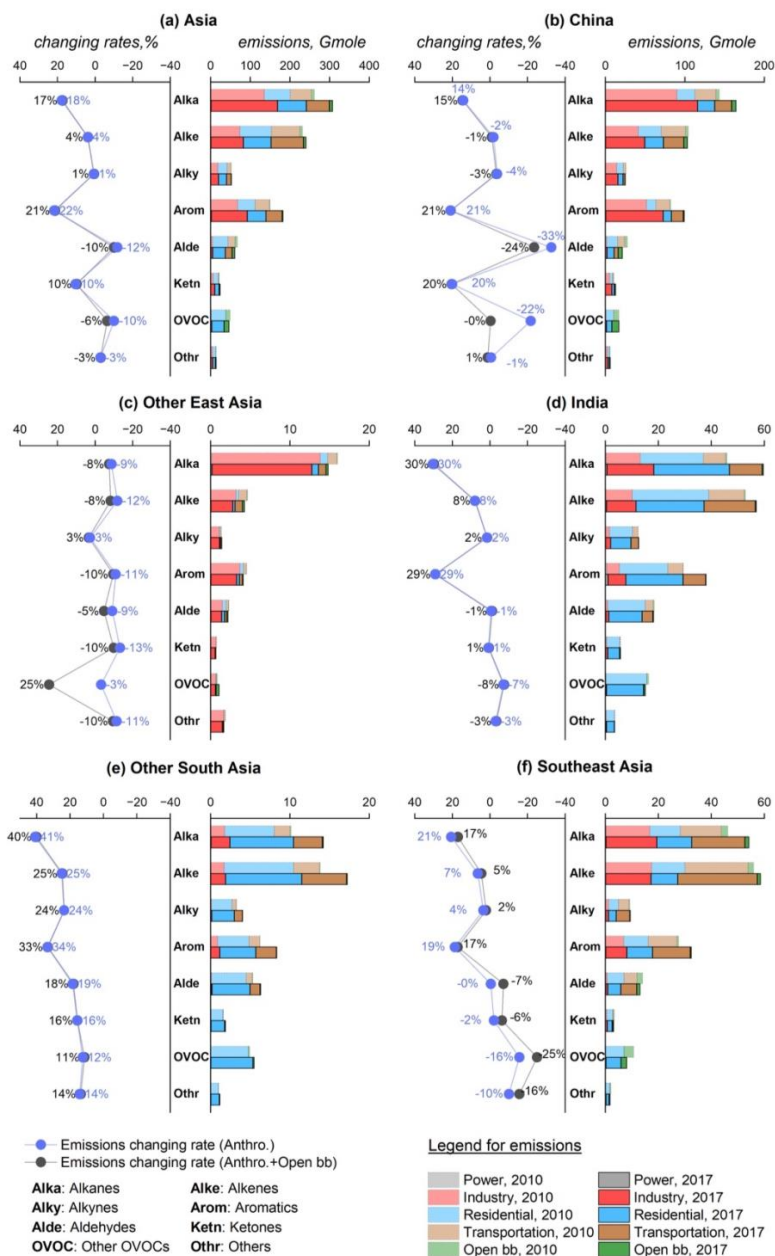 (a) Asia
changing rates,% emissions, Gmole
40 20 0 -20 -40 0 100 200 300 400
17% 18% Alka
4% 4% Alke
1% 1% Alky
21% 22% Arom
-10% -12% Alde
10% 10% Ketn
-6% -10% OVOC
-3% -3% Othr
(b) China
changing rates,% emissions, Gmole
40 20 0 -20 -40 0 100 200
15% 14% Alka
-1% -2% Alke
-3% -4% Alky
21% 21% Arom
-24% -33% Alde
20% 20% Ketn
-0% -22% OVOC
1% -1% Othr
(c) Other East Asia
40 20 0 -20 -40 0 10 20
-8% -9% Alka
-8% -12% Alke
3% 3% Alky
-10% -11% Arom
-5% -9% Alde
-10% -13% Ketn
25% -3% OVOC
-10% -11% Othr
(d) India
40 20 0 -20 -40 0 20 40 60
30% 30% Alka
8% 8% Alke
2% 2% Alky
29% 29% Arom
-1% -1% Alde
1% 1% Ketn
-8% -7% OVOC
-3% -3% Othr
(e) Other South Asia
40 20 0 -20 -40 0 10 20
40% 41% Alka
25% 25% Alke
24% 24% Alky
33% 34% Arom
18% 19% Alde
16% 16% Ketn
11% 12% OVOC
14% 14% Othr
(f) Southeast Asia
40 20 0 -20 -40 0 20 40 60
21% 17% Alka
7% 5% Alke
4% 2% Alky
19% 17% Arom
-0% -7% Alde
-2% -6% Ketn
-16% -25% OVOC
-10% -16% Othr
Emissions changing rate (Anthro.)
Emissions changing rate (Anthro.+Open bb)
Alka: Alkanes Alke: Alkenes
Alky: Alkynes Arom: Aromatics
Alde: Aldehydes Ketn: Ketones
OVOC: Other OVOCs Othr: Others
Legend for emissions
Power, 2010 Power, 2017
Industry, 2010 Industry, 2017
Residential, 2010 Residential, 2017
Transportation, 2010 Transportation, 2017
Open bb, 2010 Open bb, 2017